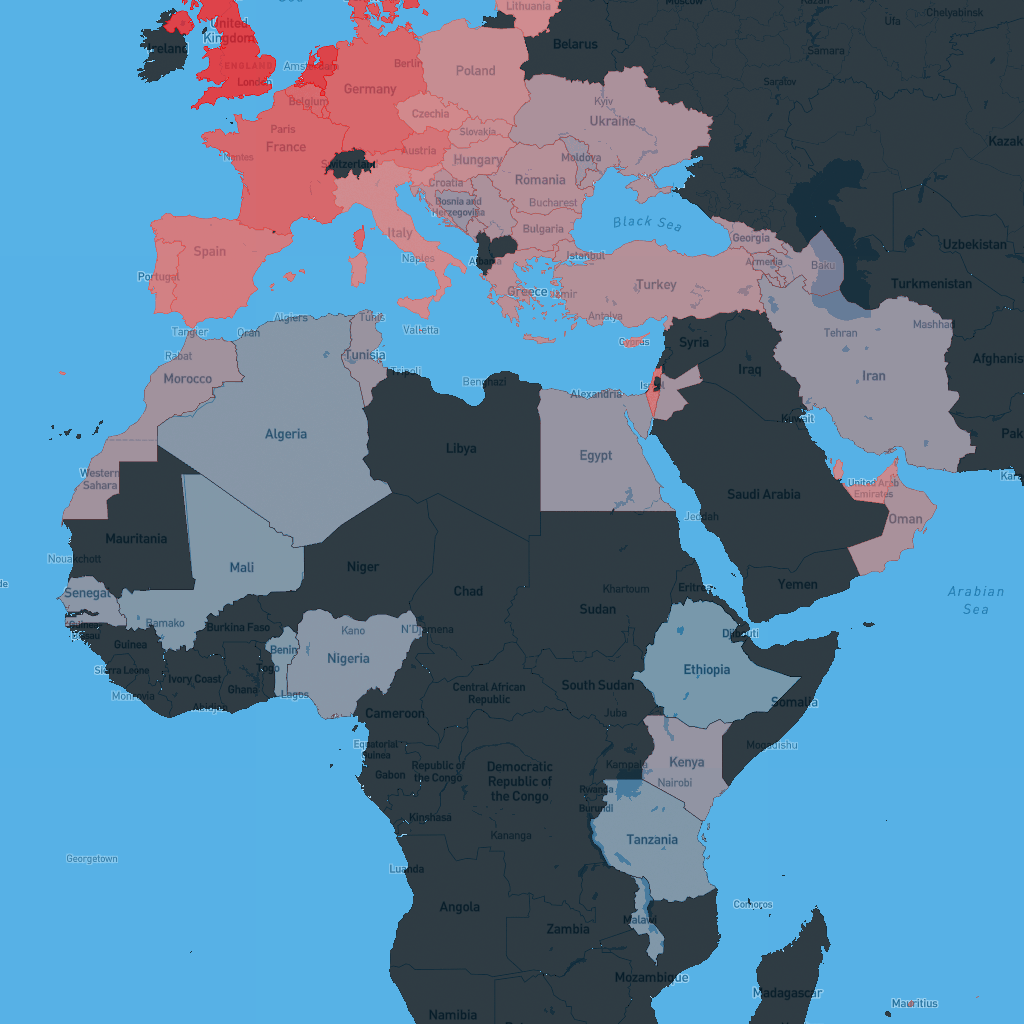 Lithuania
Kazan
Ufa
Chelyabinsk
United
Kingdom
Ireland
Belarus
Samara
ENGLAND
Amsterdam
Berlin
London
Germany
Poland
Saratov
Belgium
Kyiv
Czechia
Ukraine
Paris
France
Slovakia
Kazak
Nantes
Austria
Moldova
Switzerland
Hungary
Croatia
Romania
Bosnia and
Herzegovina
Bucharest
Black Sea
Italy
Bulgaria
Georgia
Uzbekistan
Spain
Naples
Albania
Istanbul
Armenia
Baku
Portugal
Greece
Izmir
Turkey
Turkmenistan
Antalya
Algiers
Tunis
Valletta
Tangier
Oran
Mashhad
Tehran
Cyprus
Syria
Rabat
Tunisia
Afghanis
Morocco
Tripoli
Benghazi
Iraq
Iran
Alexandria
Israel
Kuwait
Algeria
Pak
Libya
Egypt
Western
Sahara
United Arab
Emirates
Kara
Saudi Arabia
Jeddah
Oman
Mauritania
Nouakchott
Mali
Niger
Chad
Khartoum
Eritrea
Yemen
de
Senegal
Sudan
Arabian
Sea
Bamako
Guinea-
Bissau
Burkina Faso
Kano
N'Djamena
Djibouti
Guinea
Benin
Nigeria
Ethiopia
Sierra Leone
Togo
Ivory Coast
Ghana
Central African
Republic
South Sudan
Monrovia
Abidjan
Lagos
Somalia
Cameroon
Juba
Mogadishu
Equatorial
Guinea
Gabon
Republic of
the Congo
Democratic
Republic of
the Congo
Kampala
Kenya
Nairobi
Rwanda
Burundi
Kinshasa
Kananga
Tanzania
Georgetown
Luanda
Angola
Malawi
Comoros
Zambia
Mozambique
Madagascar
Mauritius
Namibia